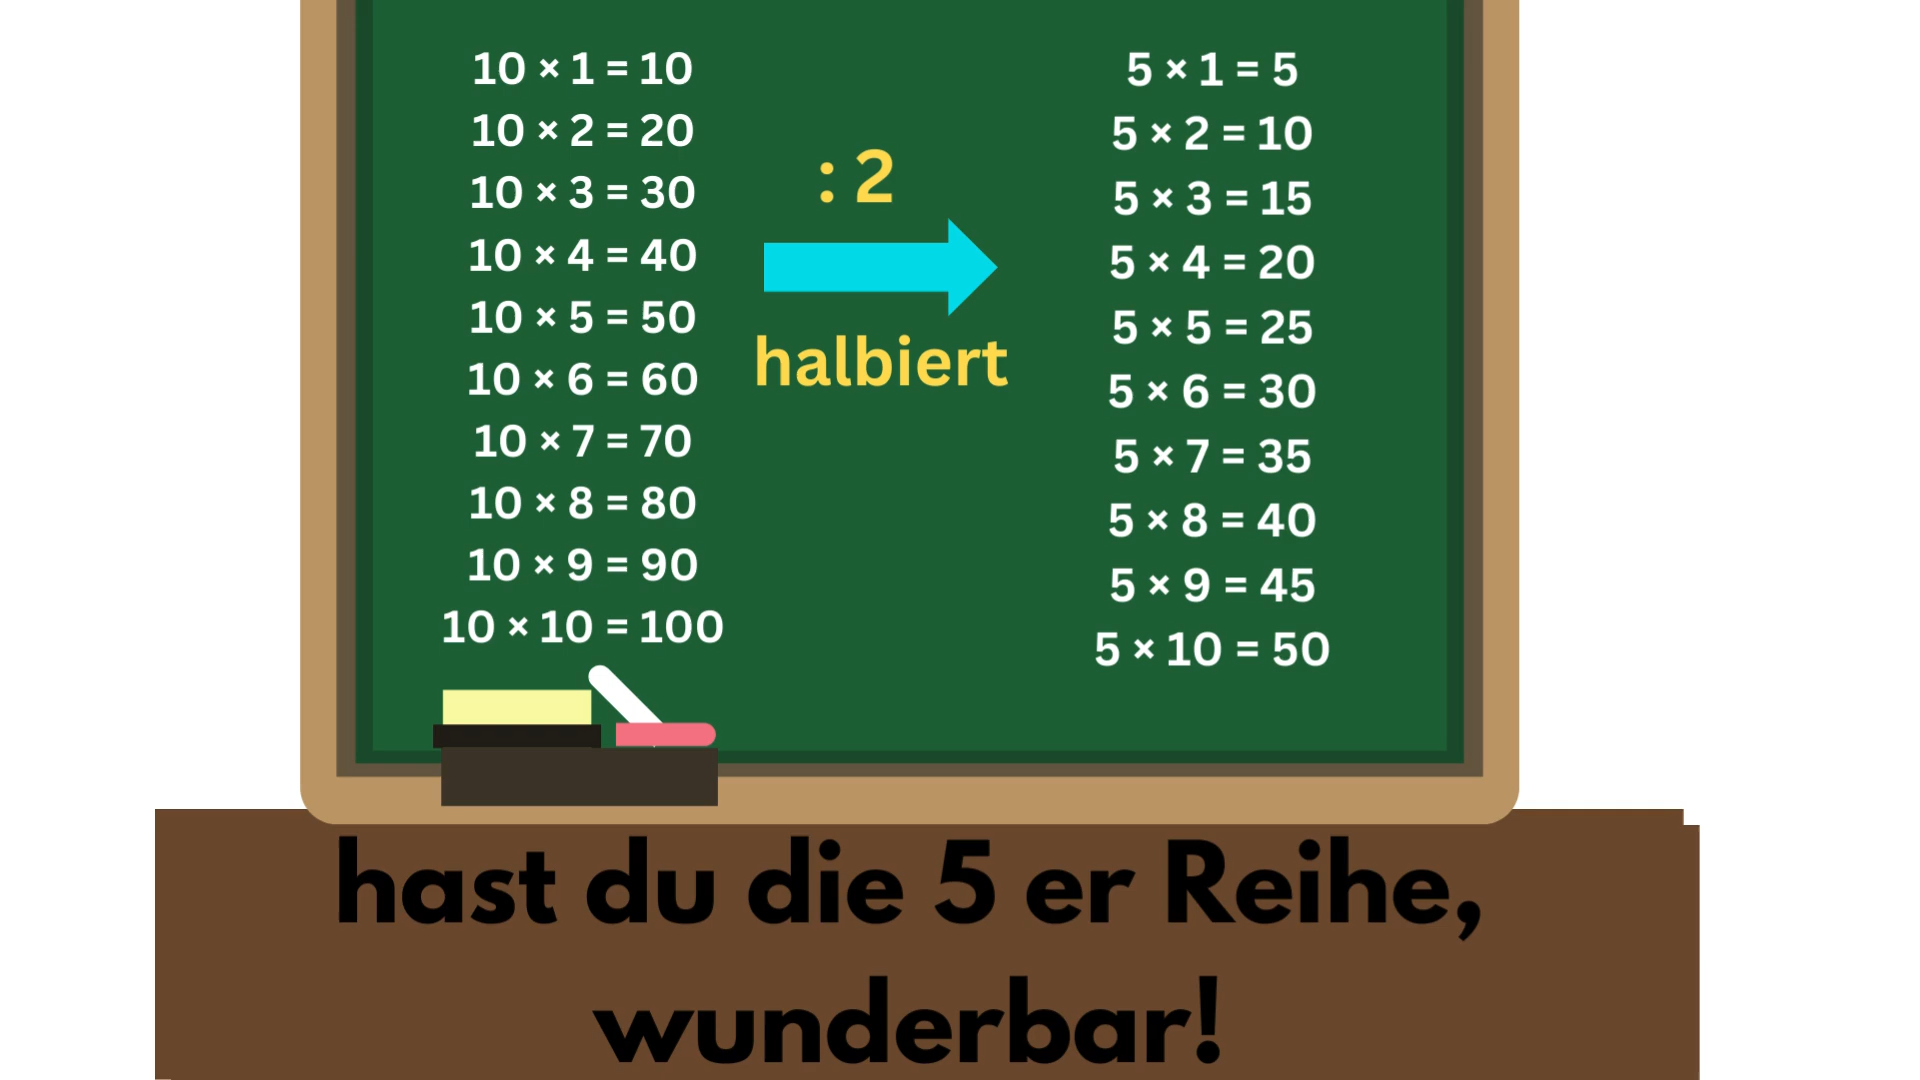 10 × 1 = 10
10 × 2 = 20
10 × 3 = 30
10 × 4 = 40
10 × 5 = 50
10 × 6 = 60
10 × 7 = 70
10 × 8 = 80
10 × 9 = 90
10 × 10 = 100
: 2
halbiert
5 × 1 = 5
5 × 2 = 10
5 × 3 = 15
5 × 4 = 20
5 × 5 = 25
5 × 6 = 30
5 × 7 = 35
5 × 8 = 40
5 × 9 = 45
5 × 10 = 50
hast du die 5 er Reihe,
wunderbar!